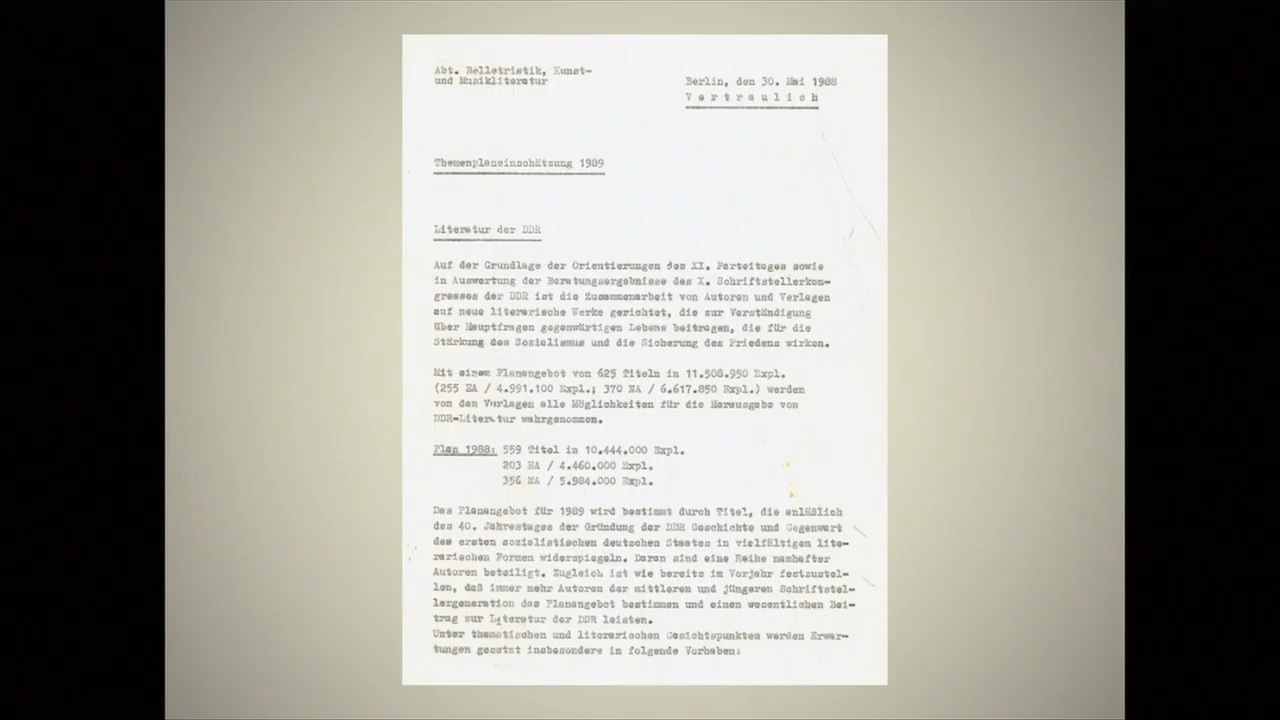 Abt. Belletristik, Kunst-
und Musikliteratur
Berlin, den 30. Mai 1988
Vertraulich
Themenplaneinschätzung 1989
Literatur der DDR
Auf der Grundlage der Orientierungen des XI. Parteitages sowie
in Auswertung der Beratungsergebnisse des X. Schriftstellerkon-
gresses der DDR ist die Zusammenarbeit von Autoren und Verlagen
auf neue literarische Werke gerichtet, die zur Verständigung
über Hauptfragen gegenwärtigen Lebens beitragen, die für die
Stärkung des Sozialismus und die Sicherung des Friedens wirken.
Mit einem Planangebot von 625 Titeln in 11.508.950 Expl.
(255 EA / 4.991.100 Expl.; 370 NA / 6.617.850 Expl.) werden
von den Verlagen alle Möglichkeiten für die Herausgabe von
DDR-Literatur wahrgenommen.
Plan 1988: 559 Titel in 10.444.000 Expl.
203 EA / 4.460.000 Expl.
356 NA / 5.984.000 Expl.
Das Planangebot für 1989 wird bestimmt durch Titel, die anläßlich
des 40. Jahrestages der Gründung der DDR Geschichte und Gegenwart
des ersten sozialistischen deutschen Staates in vielfältigen lite-
rarischen Formen widerspiegeln. Daran sind eine Reihe namhafter
Autoren beteiligt. Zugleich ist wie bereits im Vorjahr festzustel-
len, daß immer mehr Autoren der mittleren und jüngeren Schriftstel-
lergeneration das Planangebot bestimmen und einen wesentlichen Bei-
trag zur Literatur der DDR leisten.
Unter thematischen und literarischen Gesichtspunkten werden Erwar-
tungen gesetzt insbesondere in folgende Vorhaben: